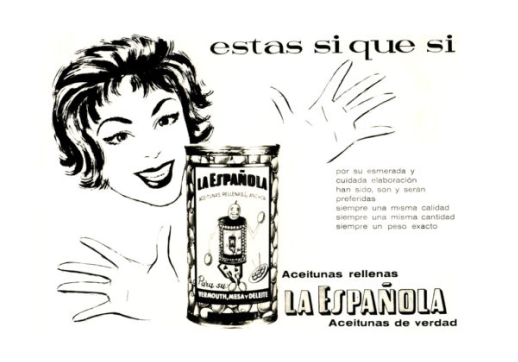 estas si que si
por su esmerada y
cuidada elaboración
han sido, son y serán
preferidas
siempre una misma calidad
siempre una misma cantidad
siempre un peso exacto
LA ESPAÑOLA
ACEITUNAS RELLENAS
Para su
VERMOUTH, MESA Y DELEITE
Aceitunas rellenas
LA ESPAÑOLA
Aceitunas de verdad